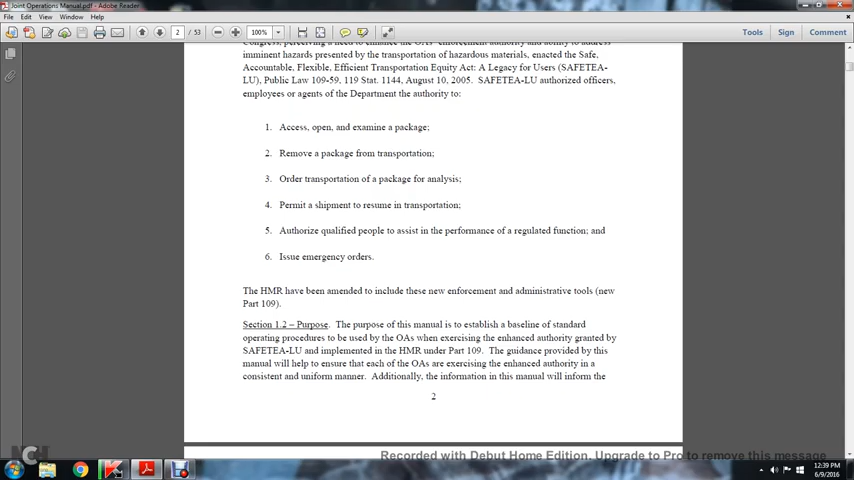 Joint Operations Manual.pdf - Adobe Reader
File Edit View Window Help
2 / 53 100% Tools Sign Comment
Congress, perceiving a need to enhance the OAs' enforcement authority and ability to address
imminent hazards presented by the transportation of hazardous materials, enacted the Safe,
Accountable, Flexible, Efficient Transportation Equity Act: A Legacy for Users (SAFETEA-
LU), Public Law 109-59, 119 Stat. 1144, August 10, 2005. SAFETEA-LU authorized officers,
employees or agents of the Department the authority to:
1. Access, open, and examine a package;
2. Remove a package from transportation;
3. Order transportation of a package for analysis;
4. Permit a shipment to resume in transportation;
5. Authorize qualified people to assist in the performance of a regulated function; and
6. Issue emergency orders.
The HMR have been amended to include these new enforcement and administrative tools (new
Part 109).
Section 1.2 – Purpose. The purpose of this manual is to establish a baseline of standard
operating procedures to be used by the OAs when exercising the enhanced authority granted by
SAFETEA-LU and implemented in the HMR under Part 109. The guidance provided by this
manual will help to ensure that each of the OAs are exercising the enhanced authority in a
consistent and uniform manner. Additionally, the information in this manual will inform the
2
NCH
Recorded with Debut Home Edition. Upgrade to Pro to remove this message
12:39 PM
6/9/2016